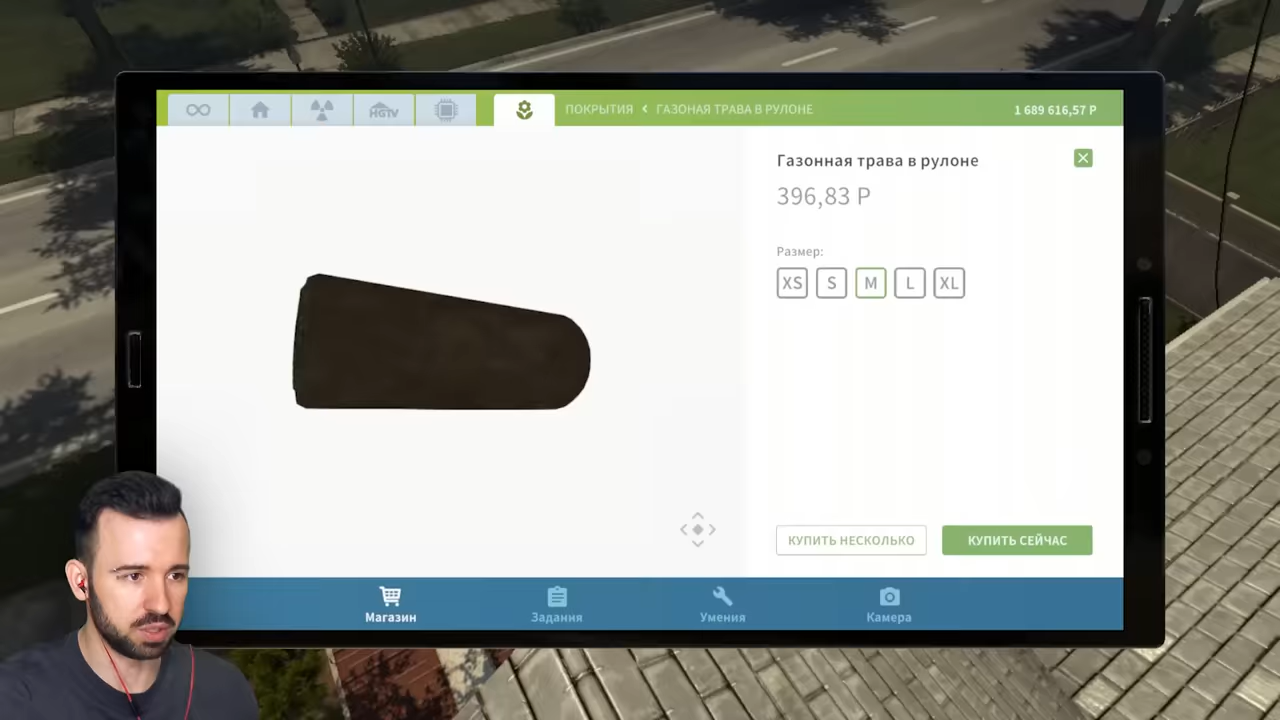 HGTV
ПОКРЫТИЯ < ГАЗОНАЯ ТРАВА В РУЛОНЕ
1 689 616,57 Р
Газонная трава в рулоне
396,83 Р
Размер:
XS S M L XL
КУПИТЬ НЕСКОЛЬКО
КУПИТЬ СЕЙЧАС
Магазин
Задания
Умения
Камера